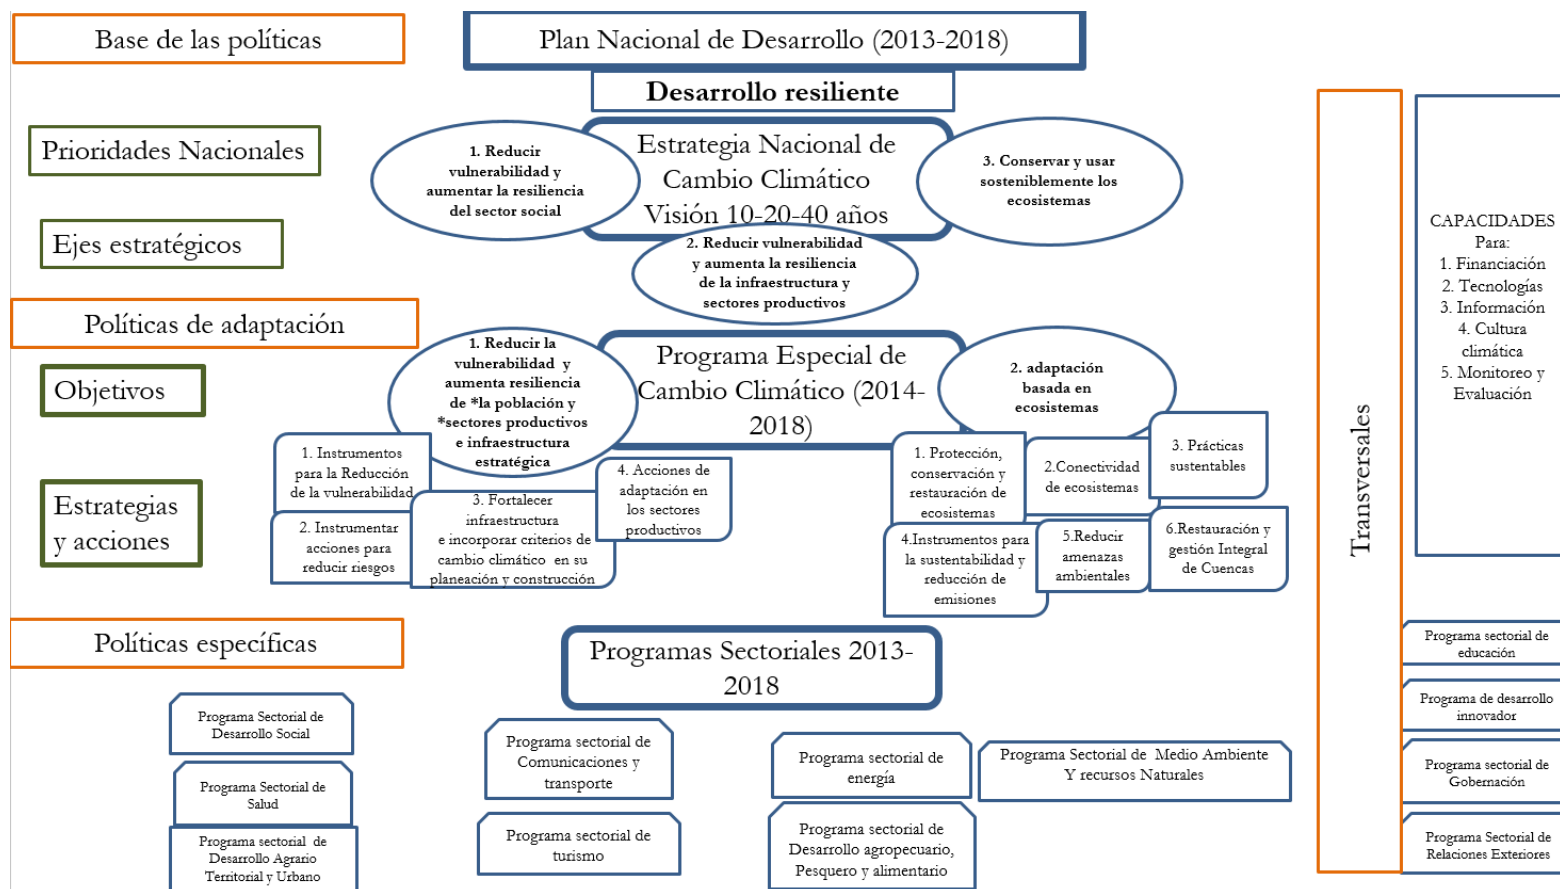 Base de las políticas
Plan Nacional de Desarrollo (2013-2018)
Desarrollo resiliente
Prioridades Nacionales
Ejes estratégicos
1. Reducir
vulnerabilidad y
aumentar la resiliencia
del sector social
Estrategia Nacional de
Cambio Climático
Visión 10-20-40 años
3. Conservar y usar
sosteniblemente los
ecosistemas
2. Reducir vulnerabilidad
y aumenta la resiliencia
de la infraestructura y
sectores productivos
Políticas de adaptación
Objetivos
1. Reducir la
vulnerabilidad y
aumenta resiliencia
de *la población y
*sectores productivos
e infraestructura
estratégica
Programa Especial de
Cambio Climático (2014-
2018)
2. adaptación
basada en
ecosistemas
Estrategias
y acciones
1. Instrumentos
para la Reducción
de la vulnerabilidad
2. Instrumentar
acciones para
reducir riesgos
3. Fortalecer
infraestructura
e incorporar criterios de
cambio climático en su
planeación y construcción
4. Acciones de
adaptación en
los sectores
productivos
1. Protección,
conservación y
restauración de
ecosistemas
2.Conectividad
de ecosistemas
3. Prácticas
sustentables
4.Instrumentos para
la sustentabilidad y
reducción de
emisiones
5.Reducir
amenazas
ambientales
6.Restauración y
gestión Integral
de Cuencas
Políticas específicas
Programas Sectoriales 2013-
2018
Programa Sectorial de
Desarrollo Social
Programa Sectorial de
Salud
Programa sectorial de
Desarrollo Agrario
Territorial y Urbano
Programa sectorial de
Comunicaciones y
transporte
Programa sectorial de
turismo
Programa sectorial de
energía
Programa sectorial de
Desarrollo agropecuario,
Pesquero y alimentario
Programa Sectorial de Medio Ambiente
Y recursos Naturales
Transversales
CAPACIDADES
Para:
1. Financiación
2. Tecnologías
3. Información
4. Cultura
climática
5. Monitoreo y
Evaluación
Programa sectorial de
educación
Programa de desarrollo
innovador
Programa sectorial de
Gobernación
Programa Sectorial de
Relaciones Exteriores